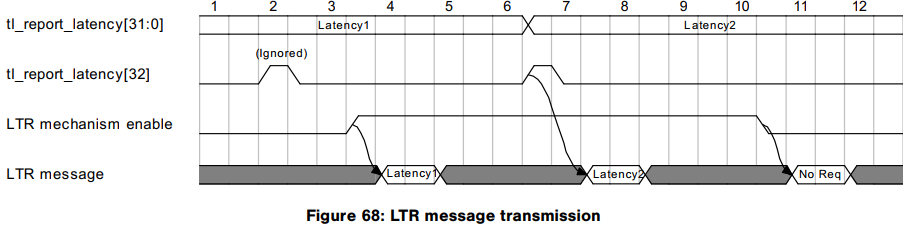 1 2 3 4 5 6 7 8 9 10 11 12
tl_report_latency[31:0] Latency1 Latency2
(Ignored)
tl_report_latency[32]
LTR mechanism enable
LTR message Latency1 Latency2 No Req
Figure 68: LTR message transmission